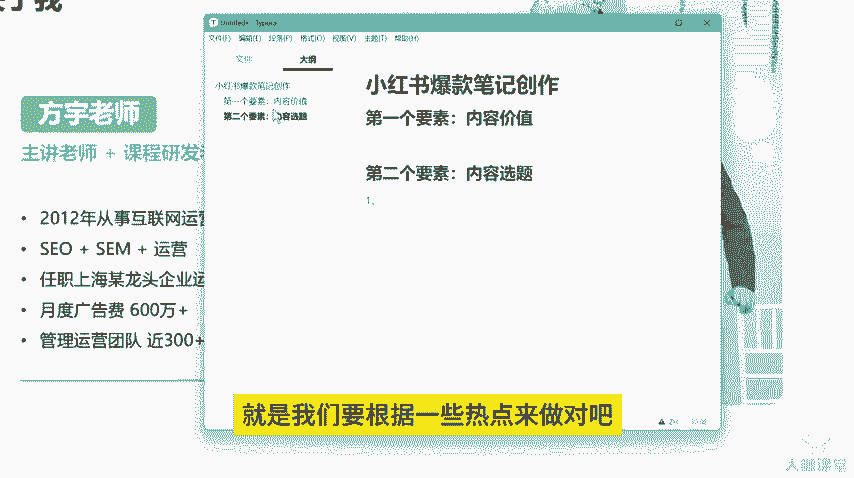 于我
方宇老师
主讲老师 + 课程研发
2012年从事互联网运营
SEO + SEM + 运营
任职上海某龙头企业运
月度广告费 600万+
管理运营团队 近300+
Untitled• - Typora
文件(F) 编辑(E) 段落(P) 格式(O) 视图(V) 主题(T) 帮助(H)
文件 大纲
小红书爆款笔记创作
第一个要素：内容价值
第二个要素：内容选题
小红书爆款笔记创作
第一个要素：内容价值
第二个要素：内容选题
1、
就是我们要根据一些热点来做对吧